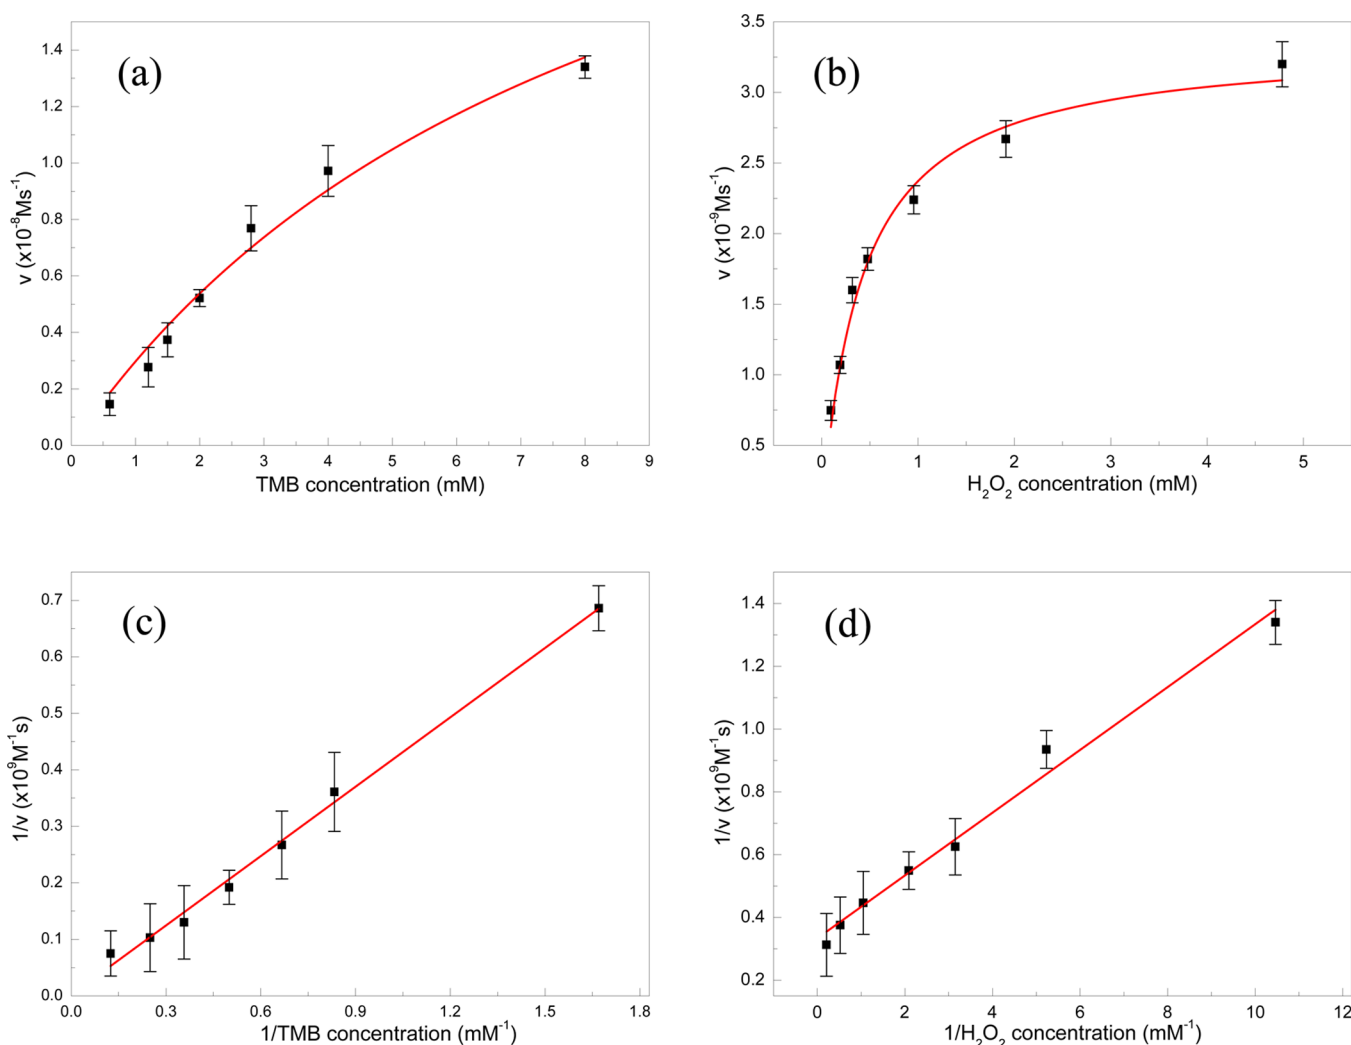 (a)
v (x10⁻⁸Ms⁻¹)
1.4
1.2
1.0
0.8
0.6
0.4
0.2
0.0
0 1 2 3 4 5 6 7 8 9
TMB concentration (mM)
(b)
v (x10⁻⁹Ms⁻¹)
3.5
3.0
2.5
2.0
1.5
1.0
0.5
0 1 2 3 4 5
H₂O₂ concentration (mM)
(c)
1/v (x10⁹M⁻¹s)
0.7
0.6
0.5
0.4
0.3
0.2
0.1
0.0
0.0 0.3 0.6 0.9 1.2 1.5 1.8
1/TMB concentration (mM⁻¹)
(d)
1/v (x10⁹M⁻¹s)
1.4
1.2
1.0
0.8
0.6
0.4
0.2
0 2 4 6 8 10 12
1/H₂O₂ concentration (mM⁻¹)